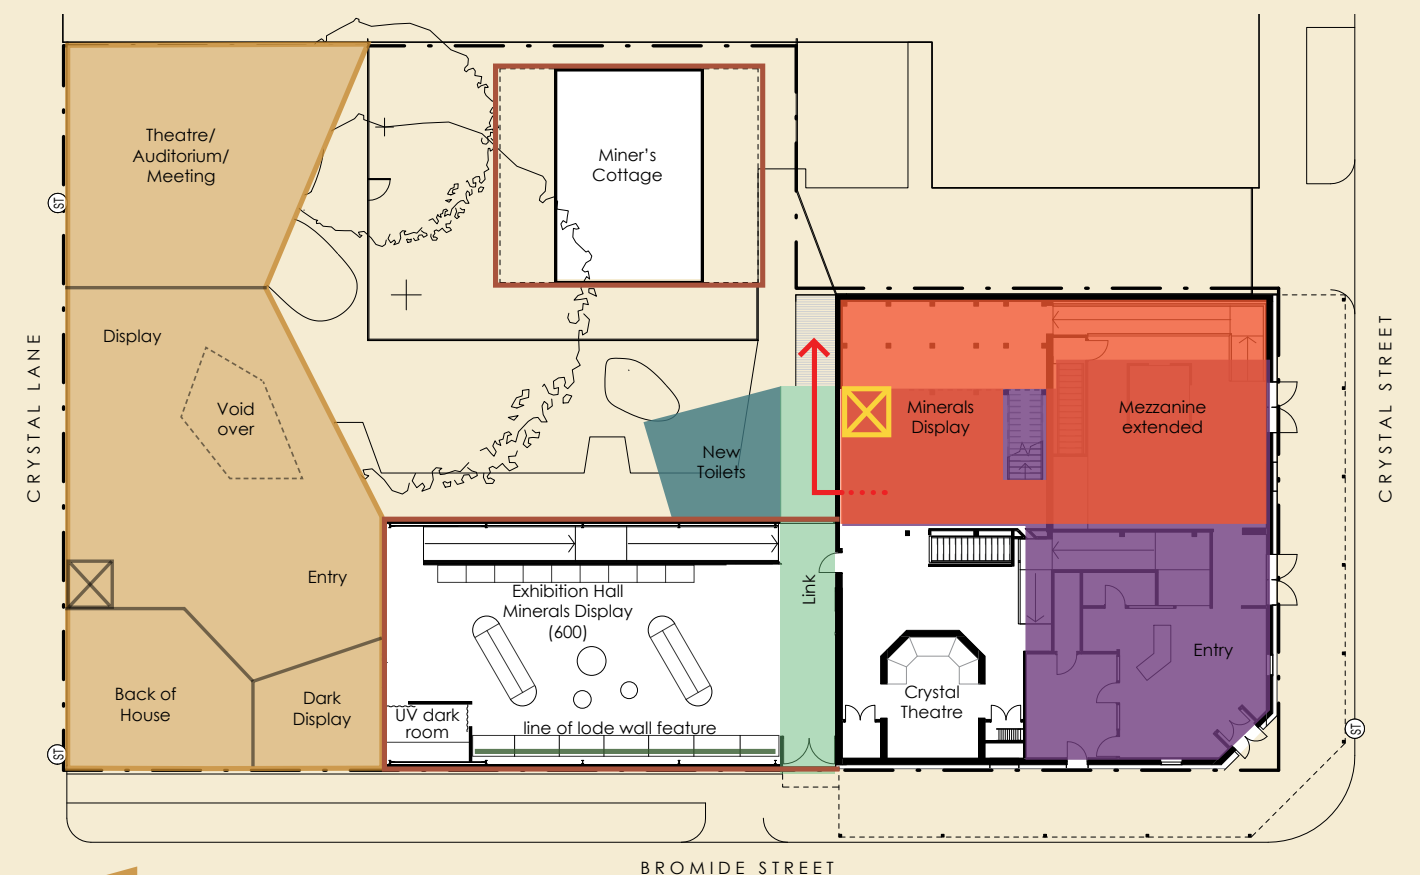 Theatre/
Auditorium/
Meeting
Miner's
Cottage
ST
Display
Void
over
CRYSTAL LANE
CRYSTAL STREET
Minerals
Display
Mezzanine
extended
New
Toilets
Entry
Exhibition Hall
Minerals Display
(600)
Link
Entry
Back of
House
Dark
Display
UV dark
room
line of lode wall feature
Crystal
Theatre
ST
ST
BROMIDE STREET